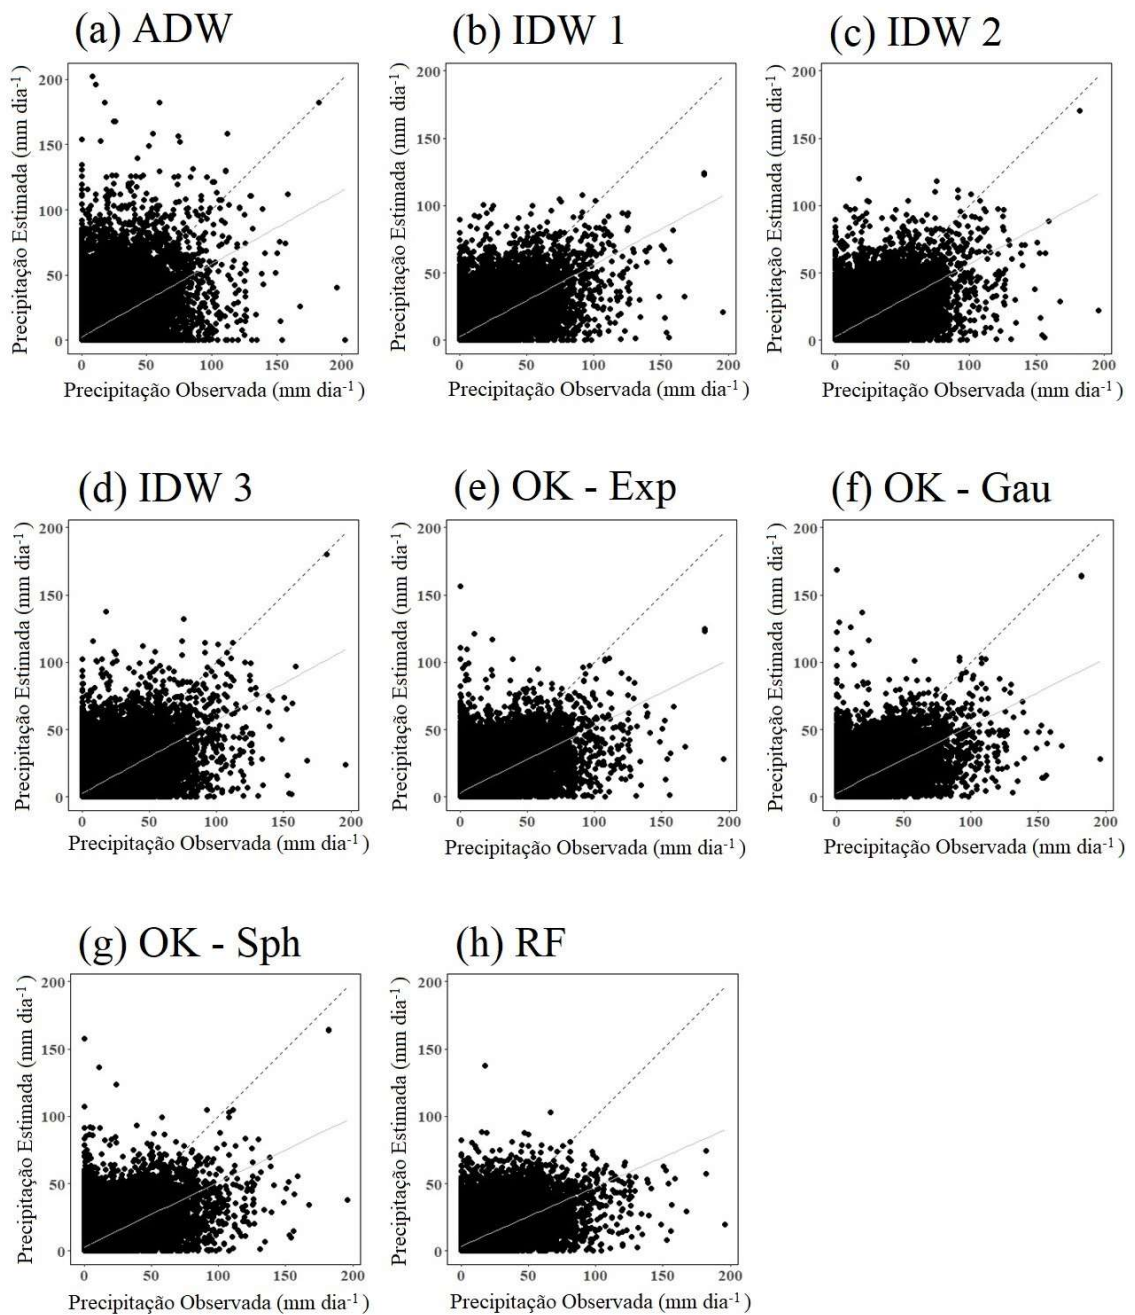 (a) ADW
Precipitação Estimada (mm dia⁻¹)
200
150
100
50
0
0 50 100 150 200
Precipitação Observada (mm dia⁻¹)
(b) IDW 1
Precipitação Estimada (mm dia⁻¹)
200
150
100
50
0
0 50 100 150 200
Precipitação Observada (mm dia⁻¹)
(c) IDW 2
Precipitação Estimada (mm dia⁻¹)
200
150
100
50
0
0 50 100 150 200
Precipitação Observada (mm dia⁻¹)
(d) IDW 3
Precipitação Estimada (mm dia⁻¹)
200
150
100
50
0
0 50 100 150 200
Precipitação Observada (mm dia⁻¹)
(e) OK - Exp
Precipitação Estimada (mm dia⁻¹)
200
150
100
50
0
0 50 100 150 200
Precipitação Observada (mm dia⁻¹)
(f) OK - Gau
Precipitação Estimada (mm dia⁻¹)
200
150
100
50
0
0 50 100 150 200
Precipitação Observada (mm dia⁻¹)
(g) OK - Sph
Precipitação Estimada (mm dia⁻¹)
200
150
100
50
0
0 50 100 150 200
Precipitação Observada (mm dia⁻¹)
(h) RF
Precipitação Estimada (mm dia⁻¹)
200
150
100
50
0
0 50 100 150 200
Precipitação Observada (mm dia⁻¹)